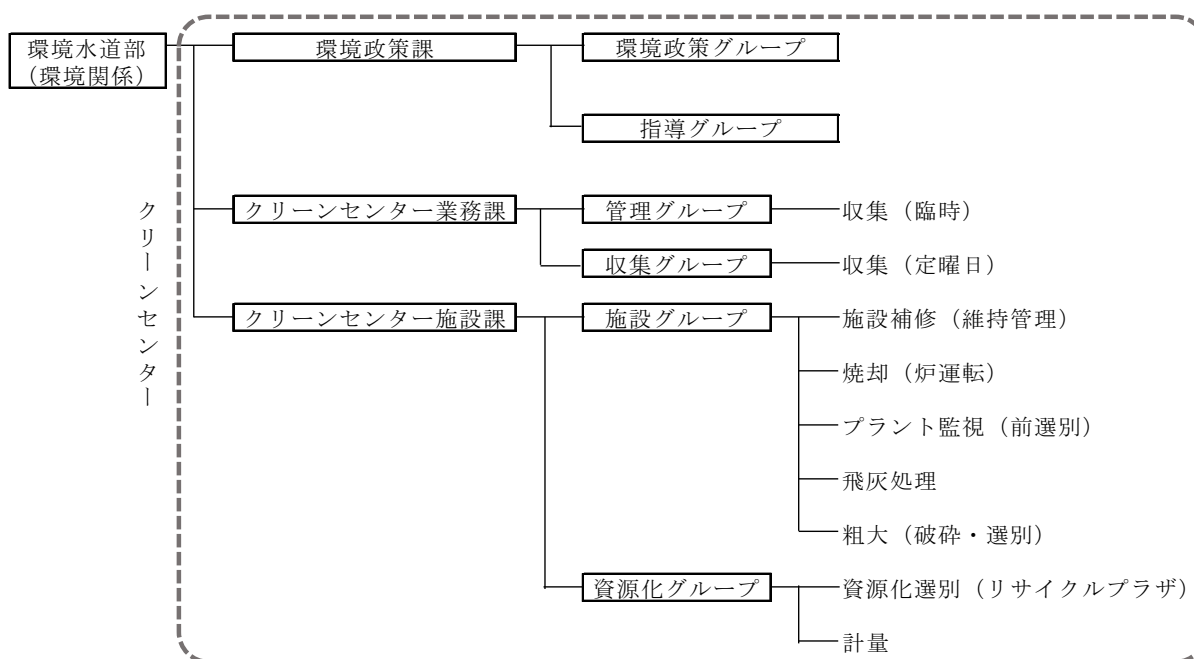 環境水道部
（環境関係）
環境政策課
環境政策グループ
指導グループ
クリーンセンター
クリーンセンター業務課
管理グループ
収集（臨時）
収集グループ
収集（定曜日）
クリーンセンター施設課
施設グループ
施設補修（維持管理）
焼却（炉運転）
プラント監視（前選別）
飛灰処理
粗大（破砕・選別）
資源化グループ
資源化選別（リサイクルプラザ）
計量